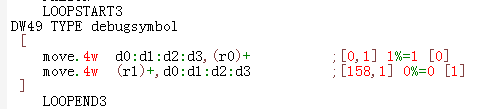 LOOPSTART3
DW49 TYPE debugsymbol
[
move.4w d0:d1:d2:d3,(r0)+ ;[0,1] 1%=1 [0]
move.4w (r1)+,d0:d1:d2:d3 ;[158,1] 0%=0 [1]
]
LOOPEND3